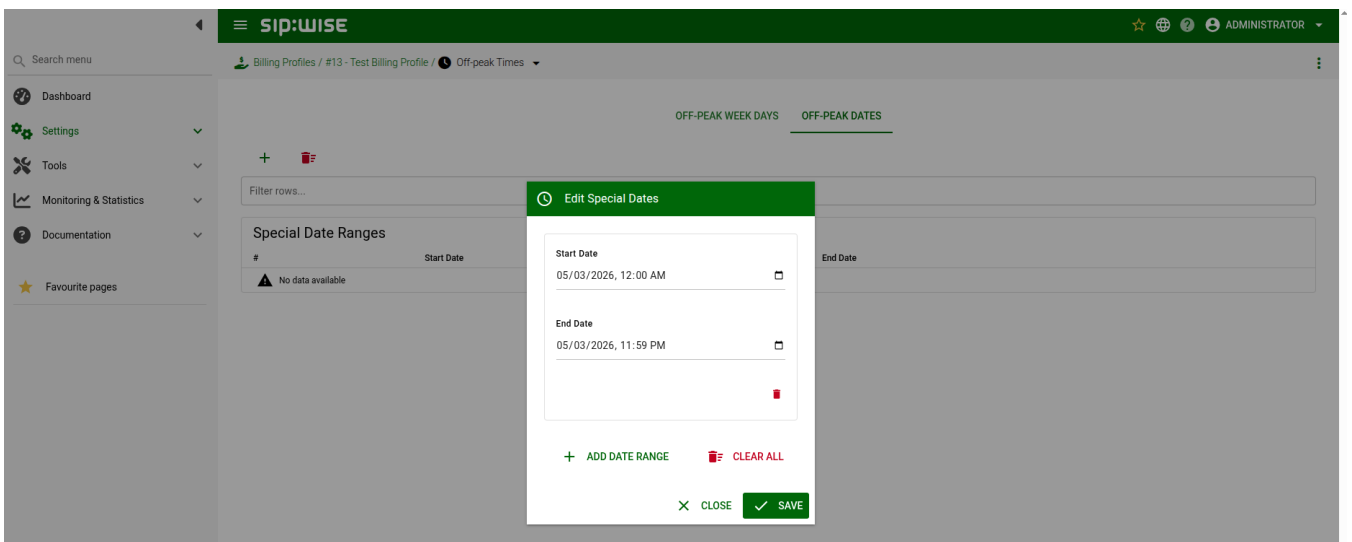 sip:wise
ADMINISTRATOR
Search menu
Billing Profiles / #13 - Test Billing Profile / Off-peak Times
Dashboard
Settings
Tools
Monitoring & Statistics
Documentation
Favourite pages
OFF-PEAK WEEK DAYS OFF-PEAK DATES
Filter rows...
Special Date Ranges
# Start Date End Date
No data available
Edit Special Dates
Start Date
05/03/2026, 12:00 AM
End Date
05/03/2026, 11:59 PM
ADD DATE RANGE CLEAR ALL
CLOSE SAVE